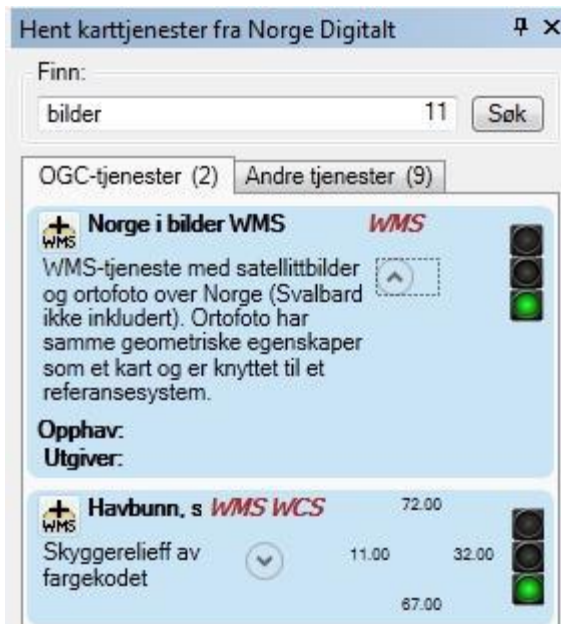 Hent karttjenester fra Norge Digitalt
Finn:
bilder 11 Søk
OGC-tjenester (2) Andre tjenester (9)
WMS Norge i bilder WMS WMS
WMS-tjeneste med satellittbilder
og ortofoto over Norge (Svalbard
ikke inkludert). Ortofoto har
samme geometriske egenskaper
som et kart og er knyttet til et
referansesystem.
Opphav:
Utgiver:
WMS Havbunn, s WMS WCS 72.00
Skyggerelieff av 11.00 32.00
fargekodet
67.00